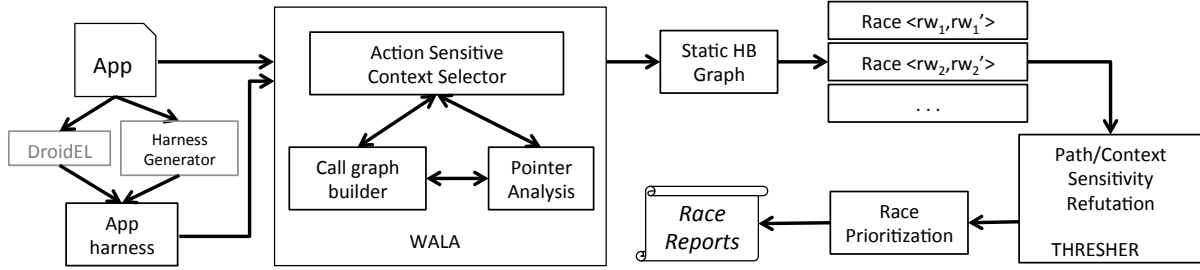 App
DroidEL
Harness
Generator
App
harness
Action Sensitive
Context Selector
Call graph
builder
Pointer
Analysis
WALA
Static HB
Graph
Race <rw₁,rw₁’>
Race <rw₂,rw₂’>
. . .
Path/Context
Sensitivity
Refutation
THRESHER
Race
Prioritization
Race
Reports